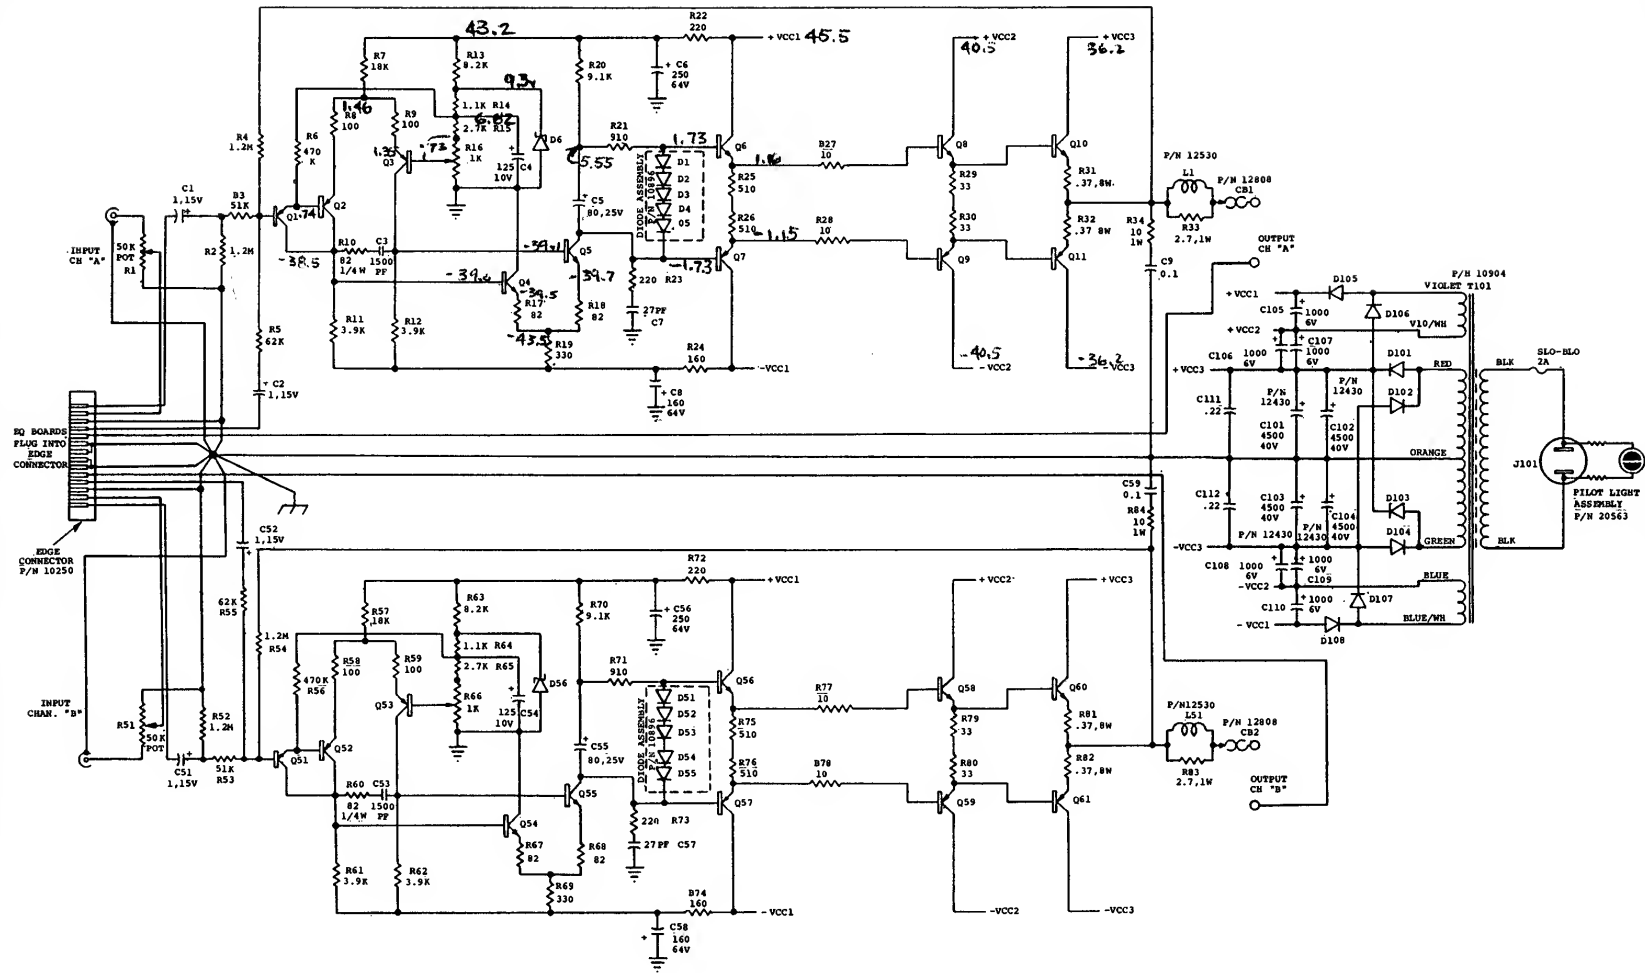 43.2
R22
220
+VCC1 45.5
+VCC2
40.5
+VCC3
36.2
R7
18K
R13
8.2K
R20
9.1K
+ C6
250
64V
9.3
1.46
R8
100
R9
100
1.1K R14
6.82
2.7K R15
D6
R4
1.2M
R6
470
K
Q3
R16
1K
125 C4
10V
5.55
R21
910
1.73
Q6
DIODE ASSEMBLY
P/N 10896
D1
D2
D3
D4
D5
R25
510
B27
10
Q8
Q10
R29
33
R31
.37,8W
P/N 12530
L1
P/N 12808
CB1
C1
1,15V
B3
51K
Q1
.74
Q2
C5
80,25V
R26
510
-1.15
R28
10
R30
33
R32
.37 8W
R34
10
1W
R33
2.7,1W
INPUT
CH "A"
50K
POT
R1
R2
1.2M
-38.5
R10
82
1/4W
C3
1500
PF
-39.1
Q5
-39.7
-1.73
Q7
Q9
Q11
C9
0.1
OUTPUT
CH "A"
Q4
-39.5
R17
82
R18
82
220 R23
27PF
C7
R5
62K
R11
3.9K
R12
3.9K
-43.5
R19
330
R24
160
-VCC1
-40.5
-VCC2
-36.2
-VCC3
+ C2
1,15V
+ C8
160
64V
P/N 10904
VIOLET T101
D105
+VCC1
C105
1000
6V
D106
+VCC2
VIO/WH
C106
1000
6V
C107
1000
6V
D101
RED
BLK
SLO-BLO
2A
+VCC3
D102
P/N
12430
P/N
12430
C111
.22
C101
4500
40V
C102
4500
40V
ORANGE
J101
PILOT LIGHT
ASSEMBLY
P/N 20563
C112
.22
C103
4500
40V
C104
4500
40V
D103
D104
P/N 12430
P/N
12430
-VCC3
GREEN
BLK
C108
1000
6V
1000
6V
C109
-VCC2
BLUE
C110
1000
6V
D107
-VCC1
BLUE/WH
D108
EQ BOARDS
PLUG INTO
EDGE
CONNECTOR
EDGE
CONNECTOR
P/N 10250
C52
1,15V
C59
0.1
R84
10
1W
62K
R55
1.2M
R54
R72
220
+VCC1
+VCC2
+VCC3
R57
18K
R63
8.2K
R70
9.1K
+ C56
250
64V
R58
100
R59
100
1.1K R64
2.7K R65
D56
470K
R56
Q53
R66
1K
125 C54
10V
R71
910
Q56
DIODE ASSEMBLY
P/N 10896
D51
D52
D53
D54
D55
R77
10
Q58
Q60
R75
510
R79
33
R81
.37,8W
P/N12530
L51
P/N 12808
CB2
INPUT
CHAN. "B"
R51
50K
POT
R52
1.2M
Q52
C55
80,25V
R76
510
B78
10
R80
33
R82
.37,8W
R83
2.7,1W
C51
1,15V
51K
R53
Q51
R60
82
1/4W
C53
1500
PF
Q55
Q57
Q59
Q61
OUTPUT
CH "B"
Q54
R67
82
R68
82
220 R73
27PF C57
R61
3.9K
R62
3.9K
R69
330
B74
160
-VCC1
-VCC2
-VCC3
C58
160
64V